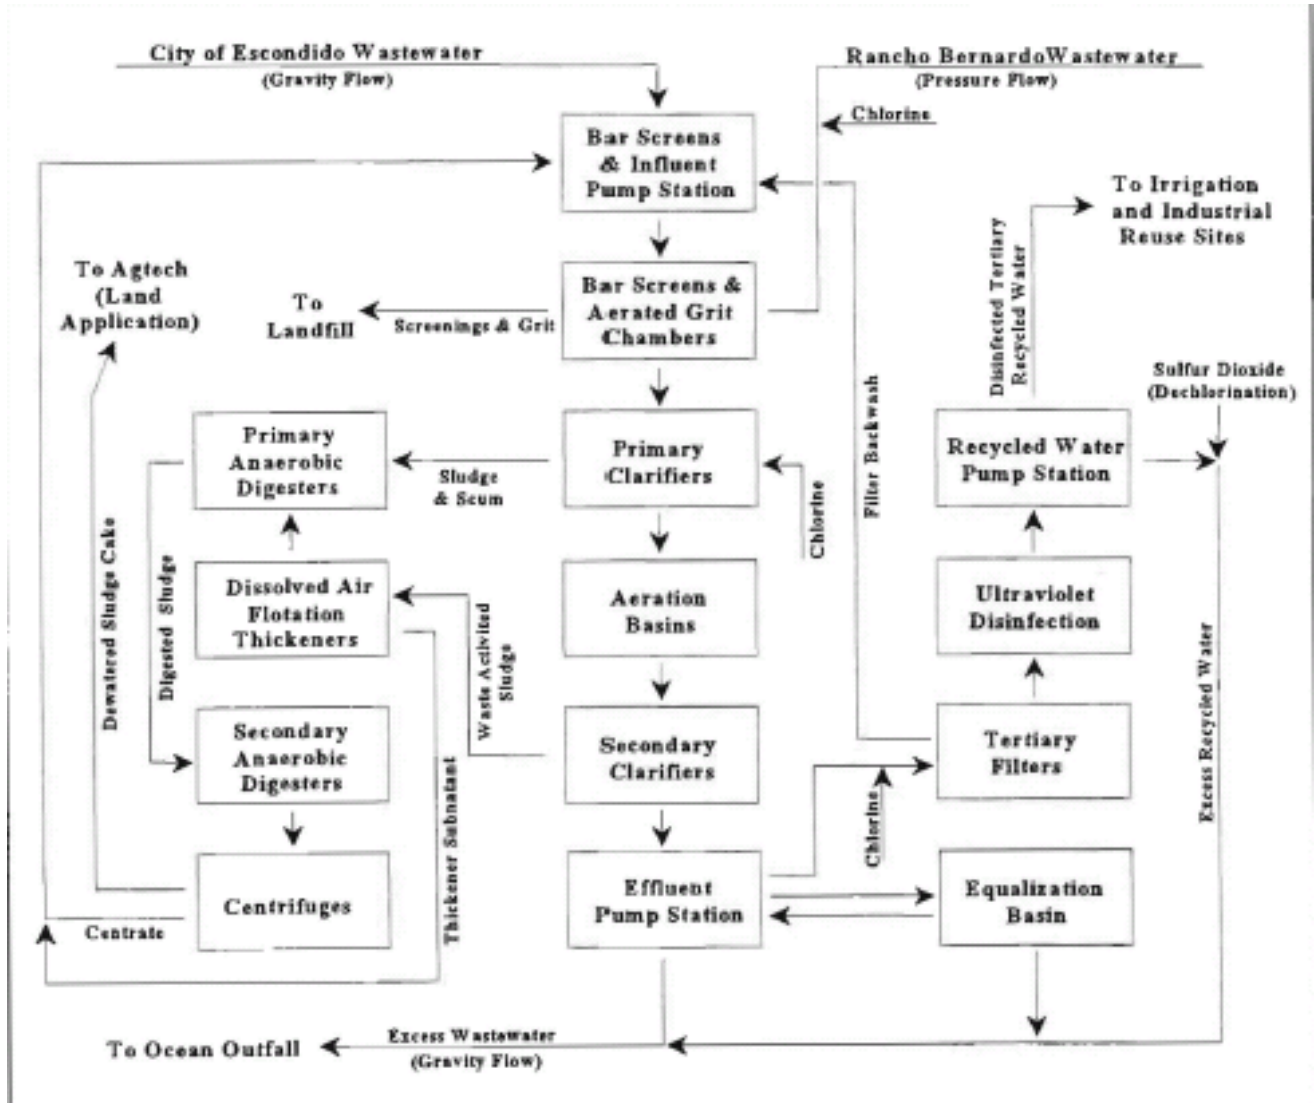 City of Escondido Wastewater
(Gravity Flow)
Rancho BernardoWastewater
(Pressure Flow)
Chlorine
Bar Screens
& Influent
Pump Station
To Irrigation
and Industrial
Reuse Sites
Disinfected Tertiary
Recycled Water
To Agtech
(Land
Application)
To
Landfill
Screenings & Grit
Bar Screens &
Aerated Grit
Chambers
Sulfur Dioxide
(Dechlorination)
Primary
Anaerobic
Digesters
Sludge
& Scum
Primary
Clarifiers
Chlorine
Filter Backwash
Recycled Water
Pump Station
Dewatered Sludge Cake
Digested Sludge
Dissolved Air
Flotation
Thickeners
Waste Activited
Sludge
Aeration
Basins
Ultraviolet
Disinfection
Excess Recycled Water
Secondary
Anaerobic
Digesters
Thickener Subnatant
Secondary
Clarifiers
Tertiary
Filters
Chlorine
Centrifuges
Centrate
Effluent
Pump Station
Equalization
Basin
To Ocean Outfall
Excess Wastewater
(Gravity Flow)